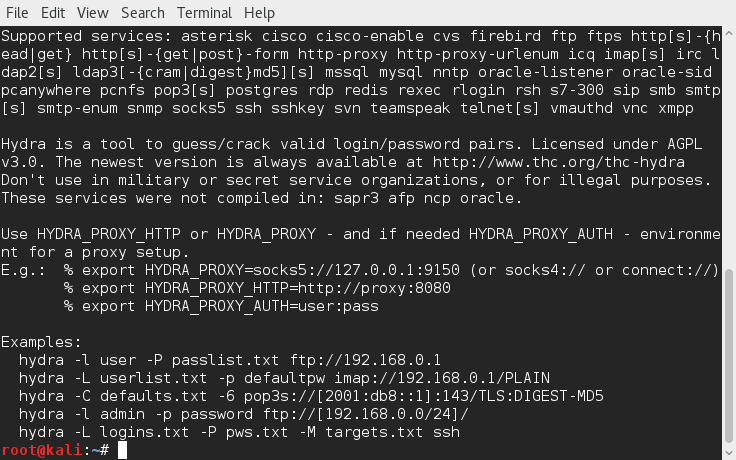 File Edit View Search Terminal Help
Supported services: asterisk cisco cisco-enable cvs firebird ftp ftps http[s]-{h
ead|get} http[s]-{get|post}-form http-proxy http-proxy-urlenum icq imap[s] irc l
dap2[s] ldap3[-{cram|digest}md5][s] mssql mysql nntp oracle-listener oracle-sid
pcanywhere pcnfs pop3[s] postgres rdp redis rexec rlogin rsh s7-300 sip smb smtp
[s] smtp-enum snmp socks5 ssh sshkey svn teamspeak telnet[s] vmauthd vnc xmpp
Hydra is a tool to guess/crack valid login/password pairs. Licensed under AGPL
v3.0. The newest version is always available at http://www.thc.org/thc-hydra
Don't use in military or secret service organizations, or for illegal purposes.
These services were not compiled in: sapr3 afp ncp oracle.
Use HYDRA_PROXY_HTTP or HYDRA_PROXY - and if needed HYDRA_PROXY_AUTH - environme
nt for a proxy setup.
E.g.:  % export HYDRA_PROXY=socks5://127.0.0.1:9150 (or socks4:// or connect://)
       % export HYDRA_PROXY_HTTP=http://proxy:8080
       % export HYDRA_PROXY_AUTH=user:pass
Examples:
  hydra -l user -P passlist.txt ftp://192.168.0.1
  hydra -L userlist.txt -p defaultpw imap://192.168.0.1/PLAIN
  hydra -C defaults.txt -6 pop3s://[2001:db8::1]:143/TLS:DIGEST-MD5
  hydra -l admin -p password ftp://[192.168.0.0/24]/
  hydra -L logins.txt -P pws.txt -M targets.txt ssh
root@kali:~#